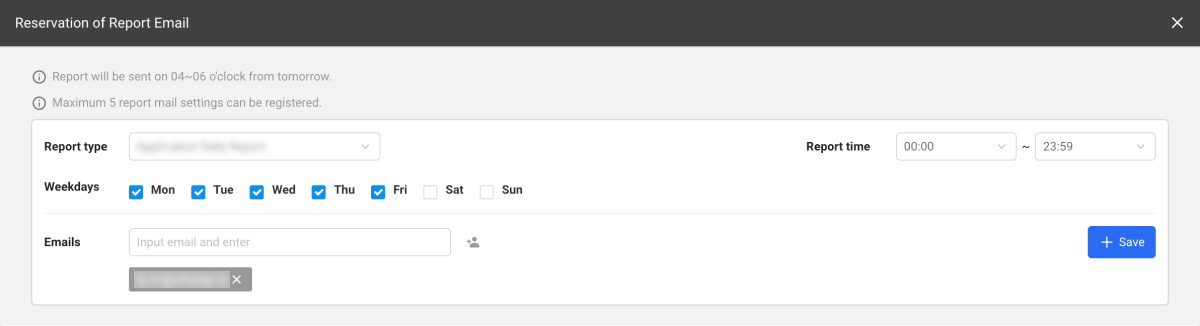 Reservation of Report Email
Report will be sent on 04~06 o'clock from tomorrow.
Maximum 5 report mail settings can be registered.
Report type
Report time 00:00 ~ 23:59
Weekdays Mon Tue Wed Thu Fri Sat Sun
Emails Input email and enter
+ Save